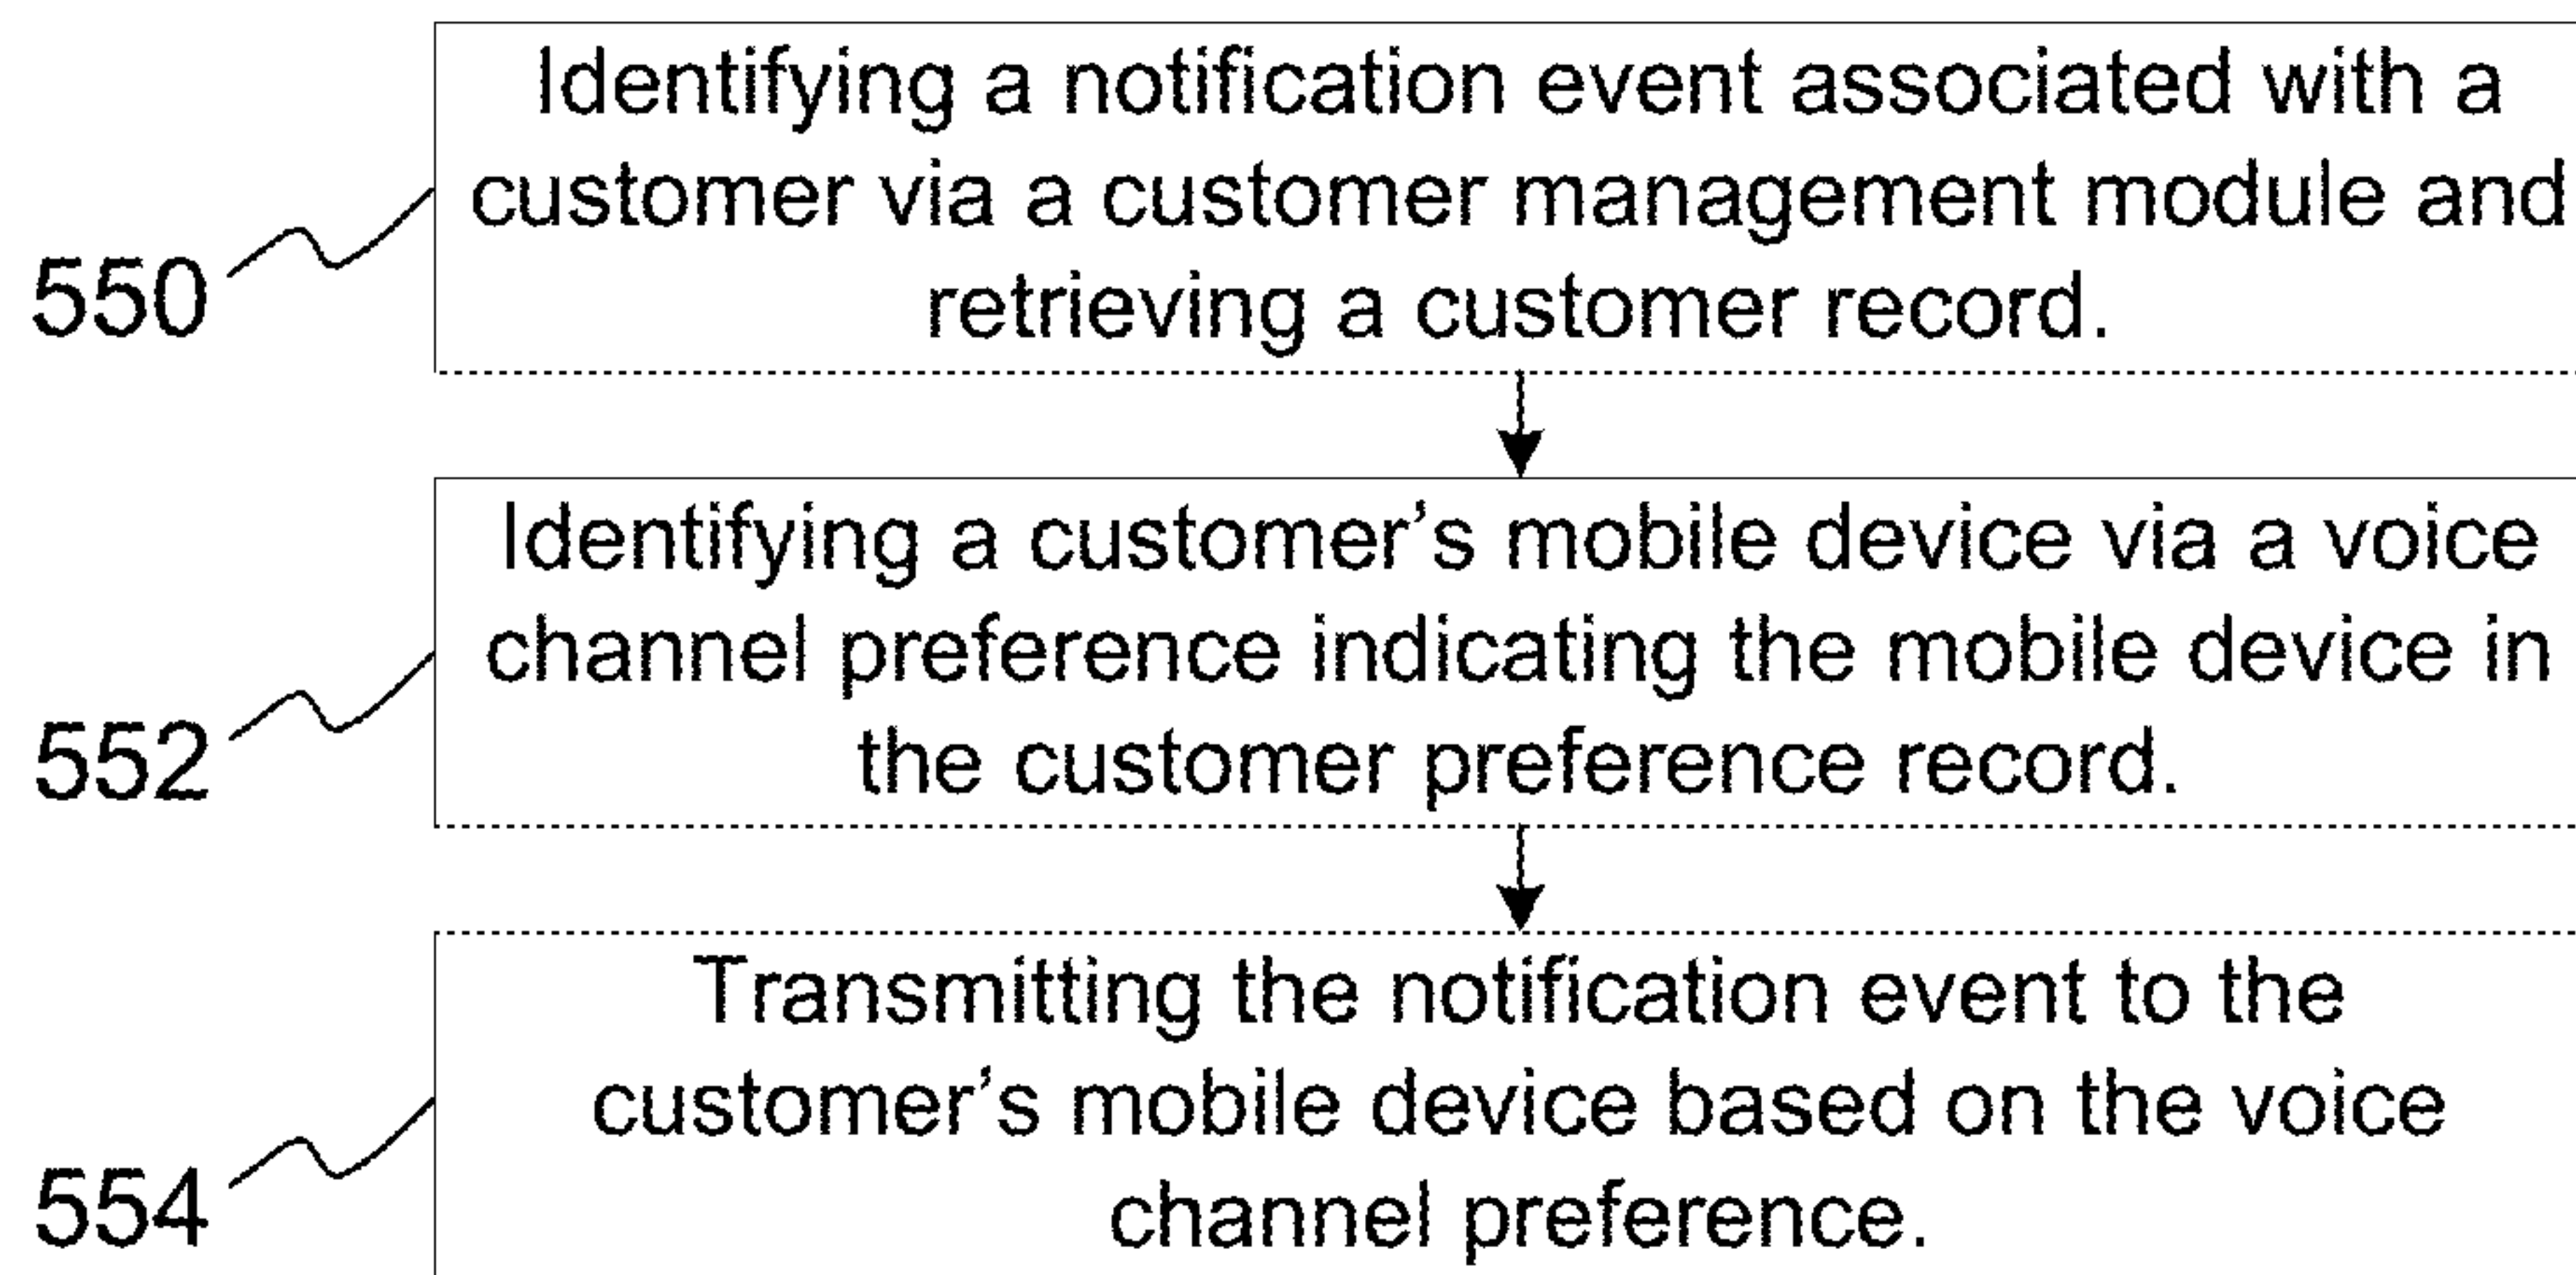 Identifying a notification event associated with a
customer via a customer management module and
retrieving a customer record.
550
Identifying a customer’s mobile device via a voice
channel preference indicating the mobile device in
the customer preference record.
552
Transmitting the notification event to the
customer’s mobile device based on the voice
channel preference.
554